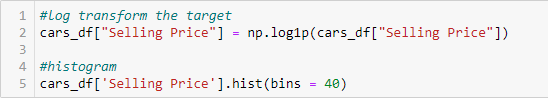 1 #log transform the target
2 cars_df["Selling Price"] = np.log1p(cars_df["Selling Price"])
3
4 #histogram
5 cars_df['Selling Price'].hist(bins = 40)